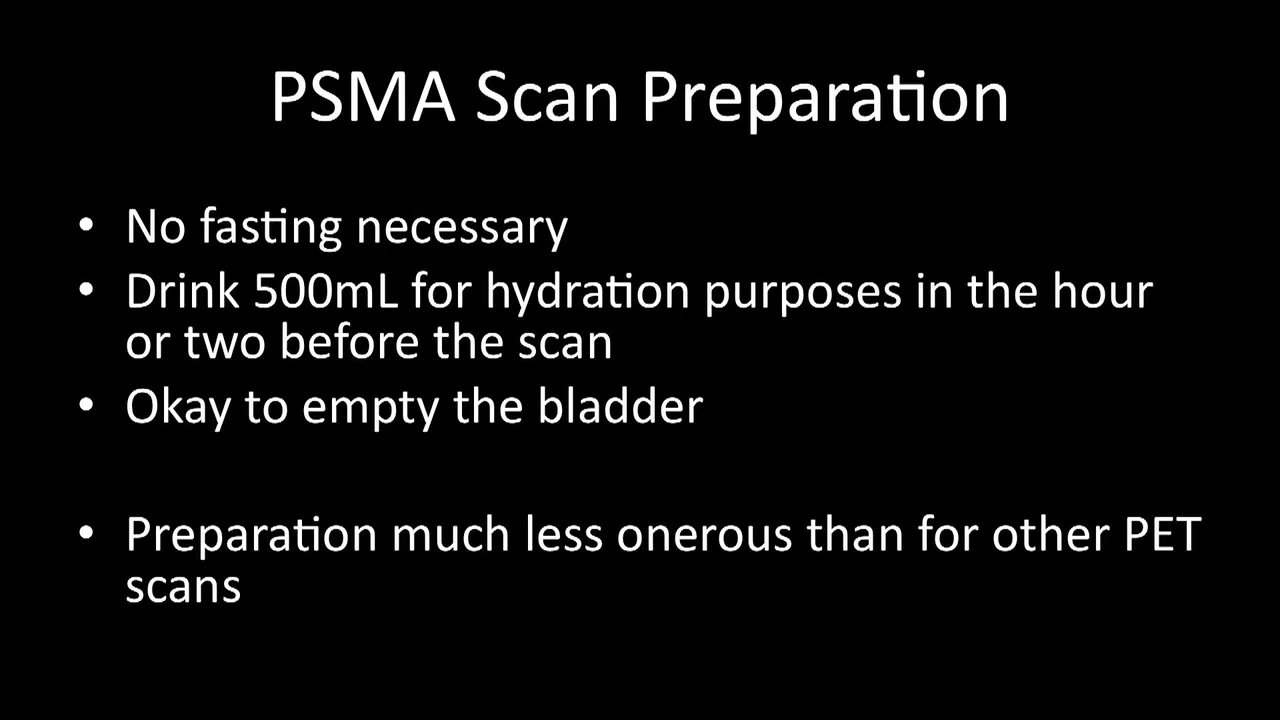 PSMA Scan Preparation
• No fasting necessary
• Drink 500mL for hydration purposes in the hour
or two before the scan
• Okay to empty the bladder
• Preparation much less onerous than for other PET
scans